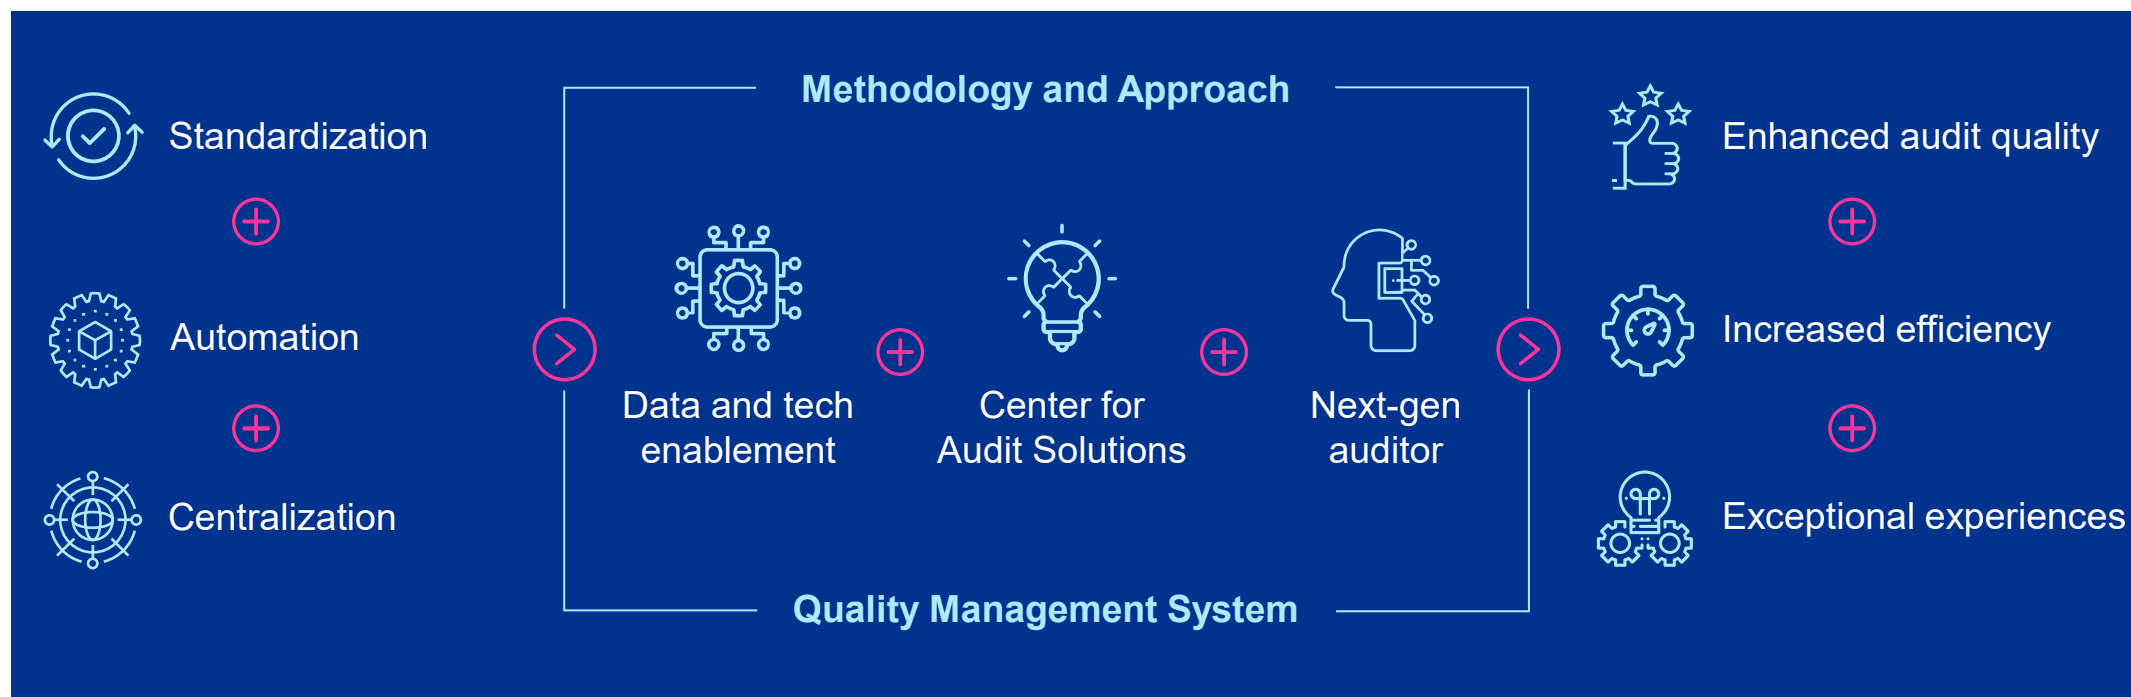 Standardization
Automation
Centralization
Methodology and Approach
Data and tech
enablement
Center for
Audit Solutions
Next-gen
auditor
Quality Management System
Enhanced audit quality
Increased efficiency
Exceptional experiences